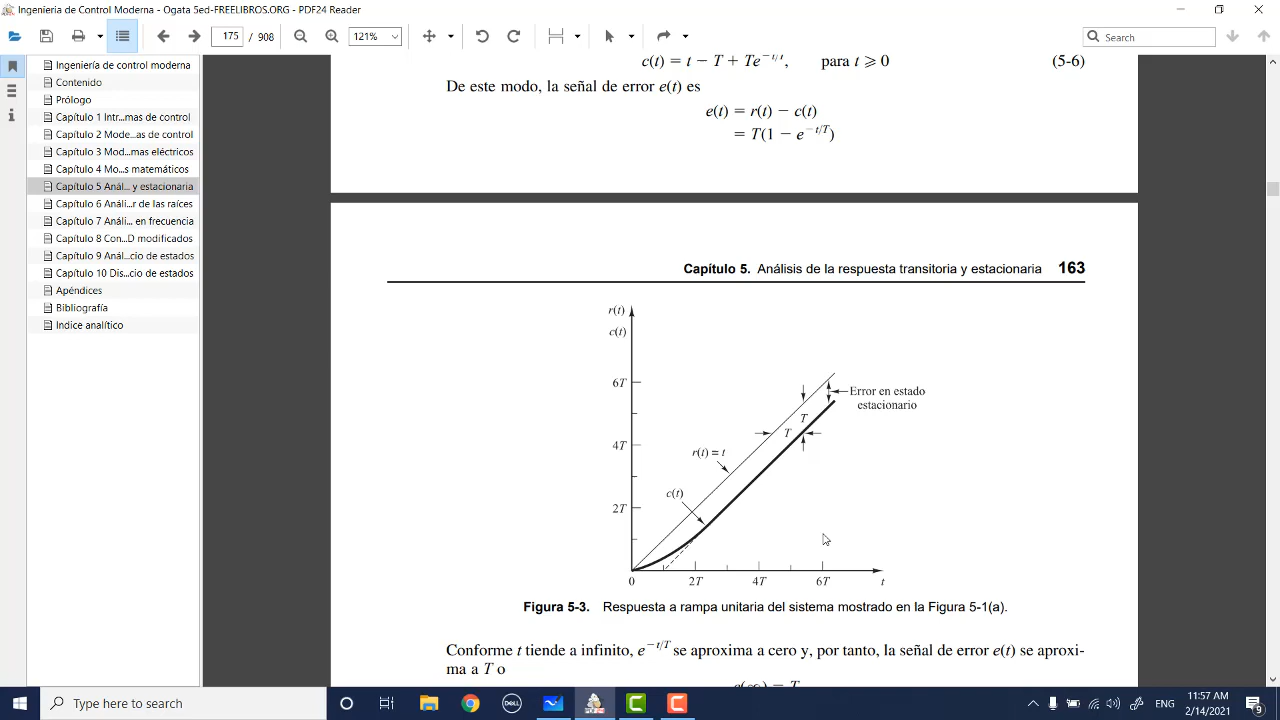 Ingenieria de Control Moderna - Ogata 5ed-FREELIBROS.ORG - PDF24 Reader
175 / 908
121%
Search
Ingeniería de control moderna
Contenido
Prólogo
Capítulo 1 Intr...mas de control
Capítulo 2 Mode...as de control
Capítulo 3 Mod...mas eléctricos
Capítulo 4 Mo...s matemáticos
Capítulo 5 Anál... y estacionaria
Capítulo 6 Análi...r de las raíces
Capítulo 7 Análi... en frecuencia
Capítulo 8 Con...D modificados
Capítulo 9 Anál...cio de estados
Capítulo 10 Dis...cio de estados
Apéndices
Bibliografía
Indice analítico
c(t) = t − T + Te^{−t/T}, para t ⩾ 0 (5-6)
De este modo, la señal de error e(t) es
e(t) = r(t) − c(t)
= T(1 − e^{−t/T})
Capítulo 5. Análisis de la respuesta transitoria y estacionaria 163
r(t)
c(t)
6T
Error en estado
estacionario
T
T
4T
r(t) = t
c(t)
2T
0 2T 4T 6T t
Figura 5-3. Respuesta a rampa unitaria del sistema mostrado en la Figura 5-1(a).
Conforme t tiende a infinito, e^{−t/T} se aproxima a cero y, por tanto, la señal de error e(t) se aproxi-
ma a T o
e(∞) = T
Type here to search
DELL
ENG
11:57 AM
2/14/2021
9